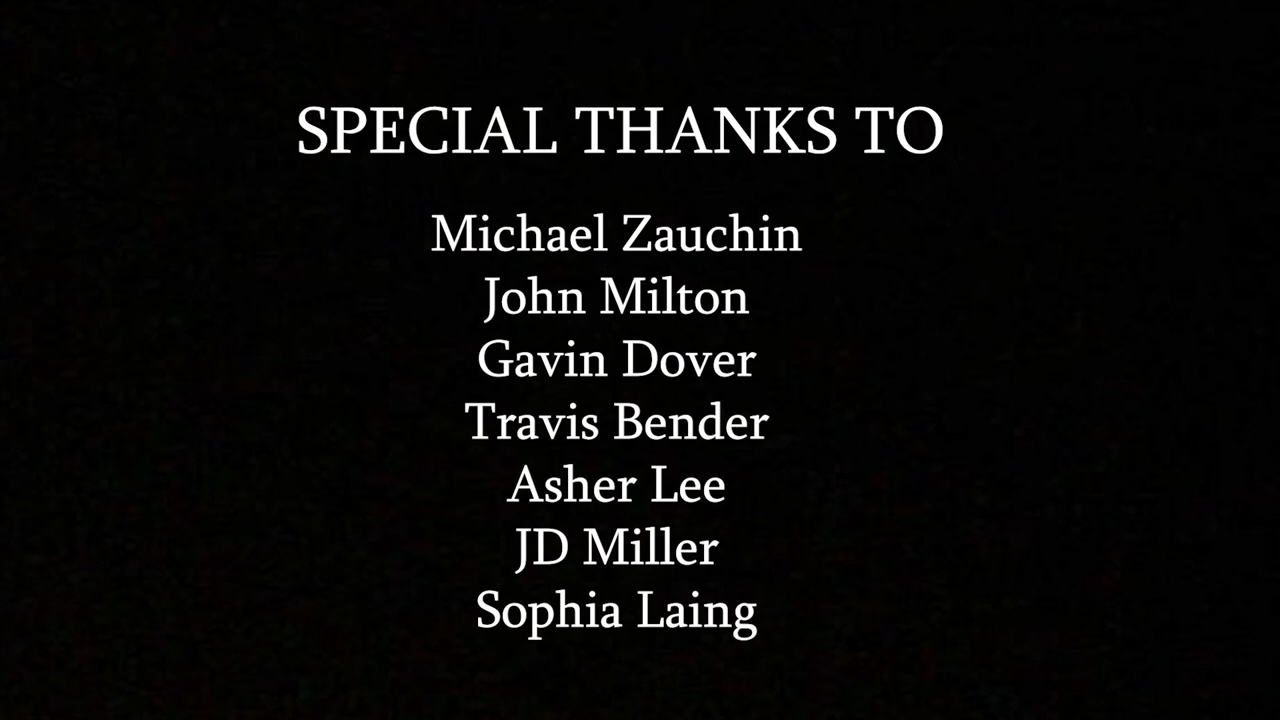 SPECIAL THANKS TO
Michael Zauchin
John Milton
Gavin Dover
Travis Bender
Asher Lee
JD Miller
Sophia Laing